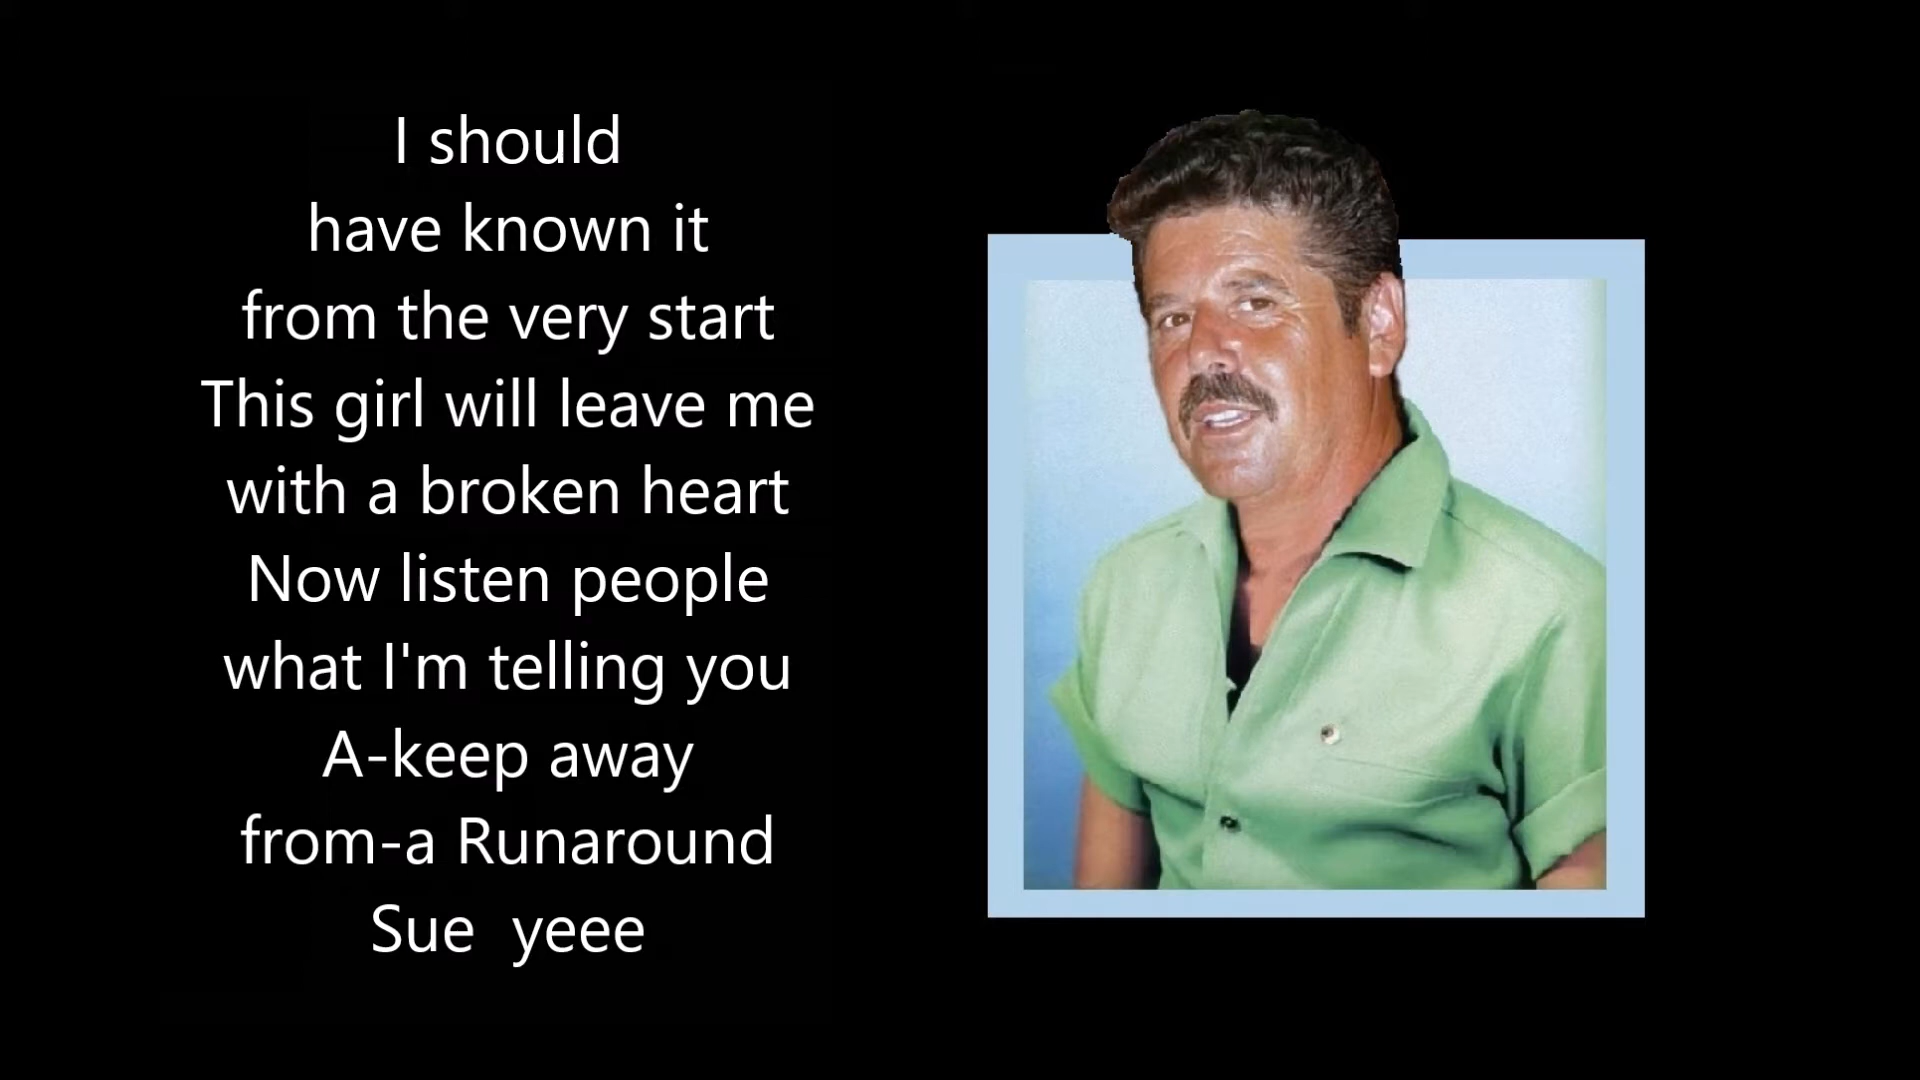 I should
have known it
from the very start
This girl will leave me
with a broken heart
Now listen people
what I'm telling you
A-keep away
from-a Runaround
Sue  yeee